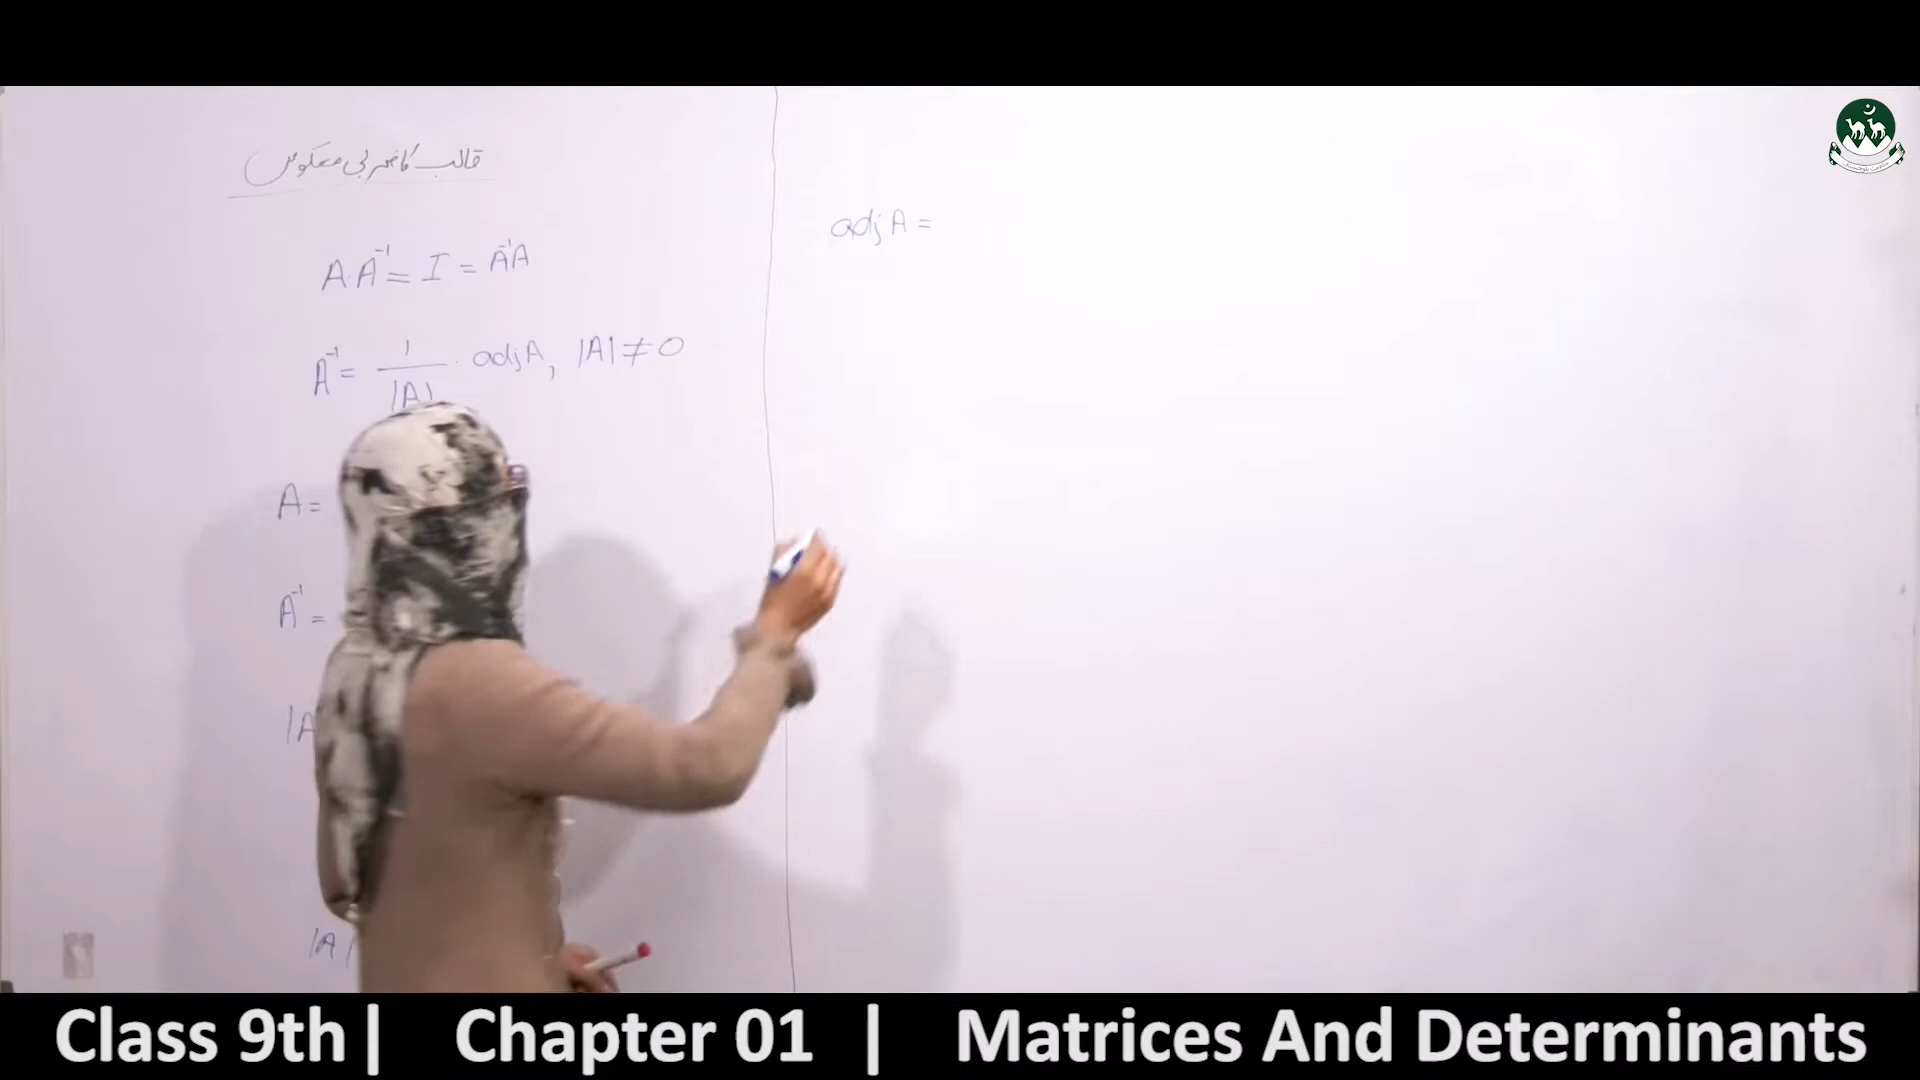 قالب کا ضربی معکوس
A.A⁻¹ = I = A⁻¹A
A⁻¹ = 1/|A| . adj A, |A| ≠ 0
A =
A⁻¹ =
|A
|A|
adj A =
Class 9th | Chapter 01 | Matrices And Determinants